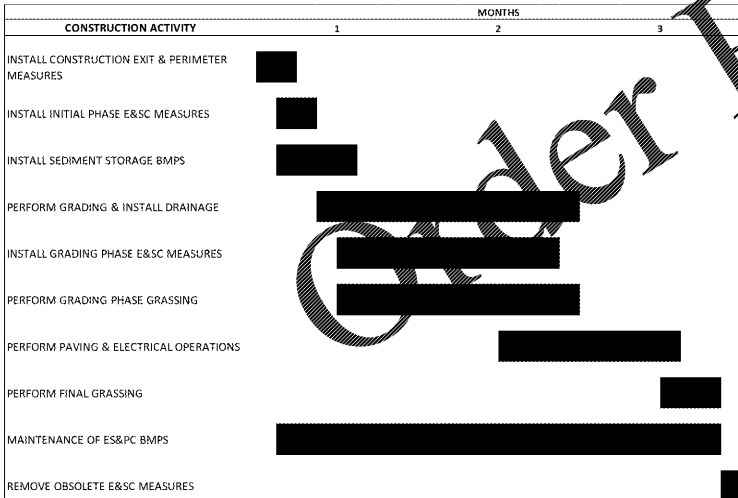 MONTHS
CONSTRUCTION ACTIVITY 1 2 3
INSTALL CONSTRUCTION EXIT & PERIMETER
MEASURES
INSTALL INITIAL PHASE E&SC MEASURES
INSTALL SEDIMENT STORAGE BMPS
PERFORM GRADING & INSTALL DRAINAGE
INSTALL GRADING PHASE E&SC MEASURES
PERFORM GRADING PHASE GRASSING
PERFORM PAVING & ELECTRICAL OPERATIONS
PERFORM FINAL GRASSING
MAINTENANCE OF ES&PC BMPS
REMOVE OBSOLETE E&SC MEASURES
Order